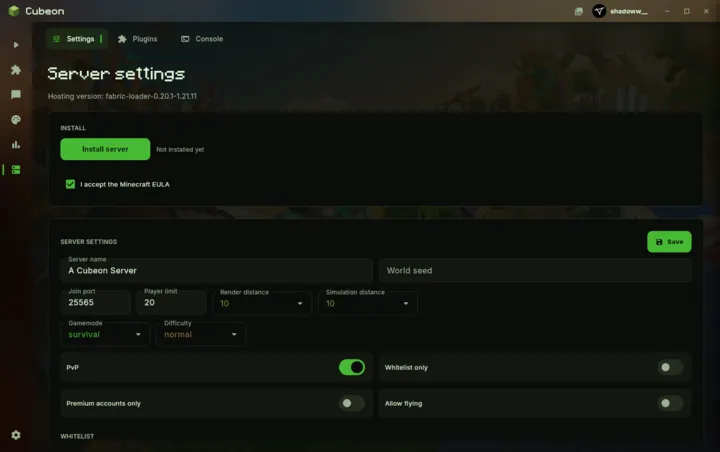 Cubeon
shadoww__
Settings
Plugins
Console
Server settings
Hosting version: fabric-loader-0.20.1-1.21.11
INSTALL
Install server
Not installed yet
I accept the Minecraft EULA
SERVER SETTINGS
Save
Server name
A Cubeon Server
World seed
Join port
25565
Player limit
20
Render distance
10
Simulation distance
10
Gamemode
survival
Difficulty
normal
PvP
Whitelist only
Premium accounts only
Allow flying
WHITELIST